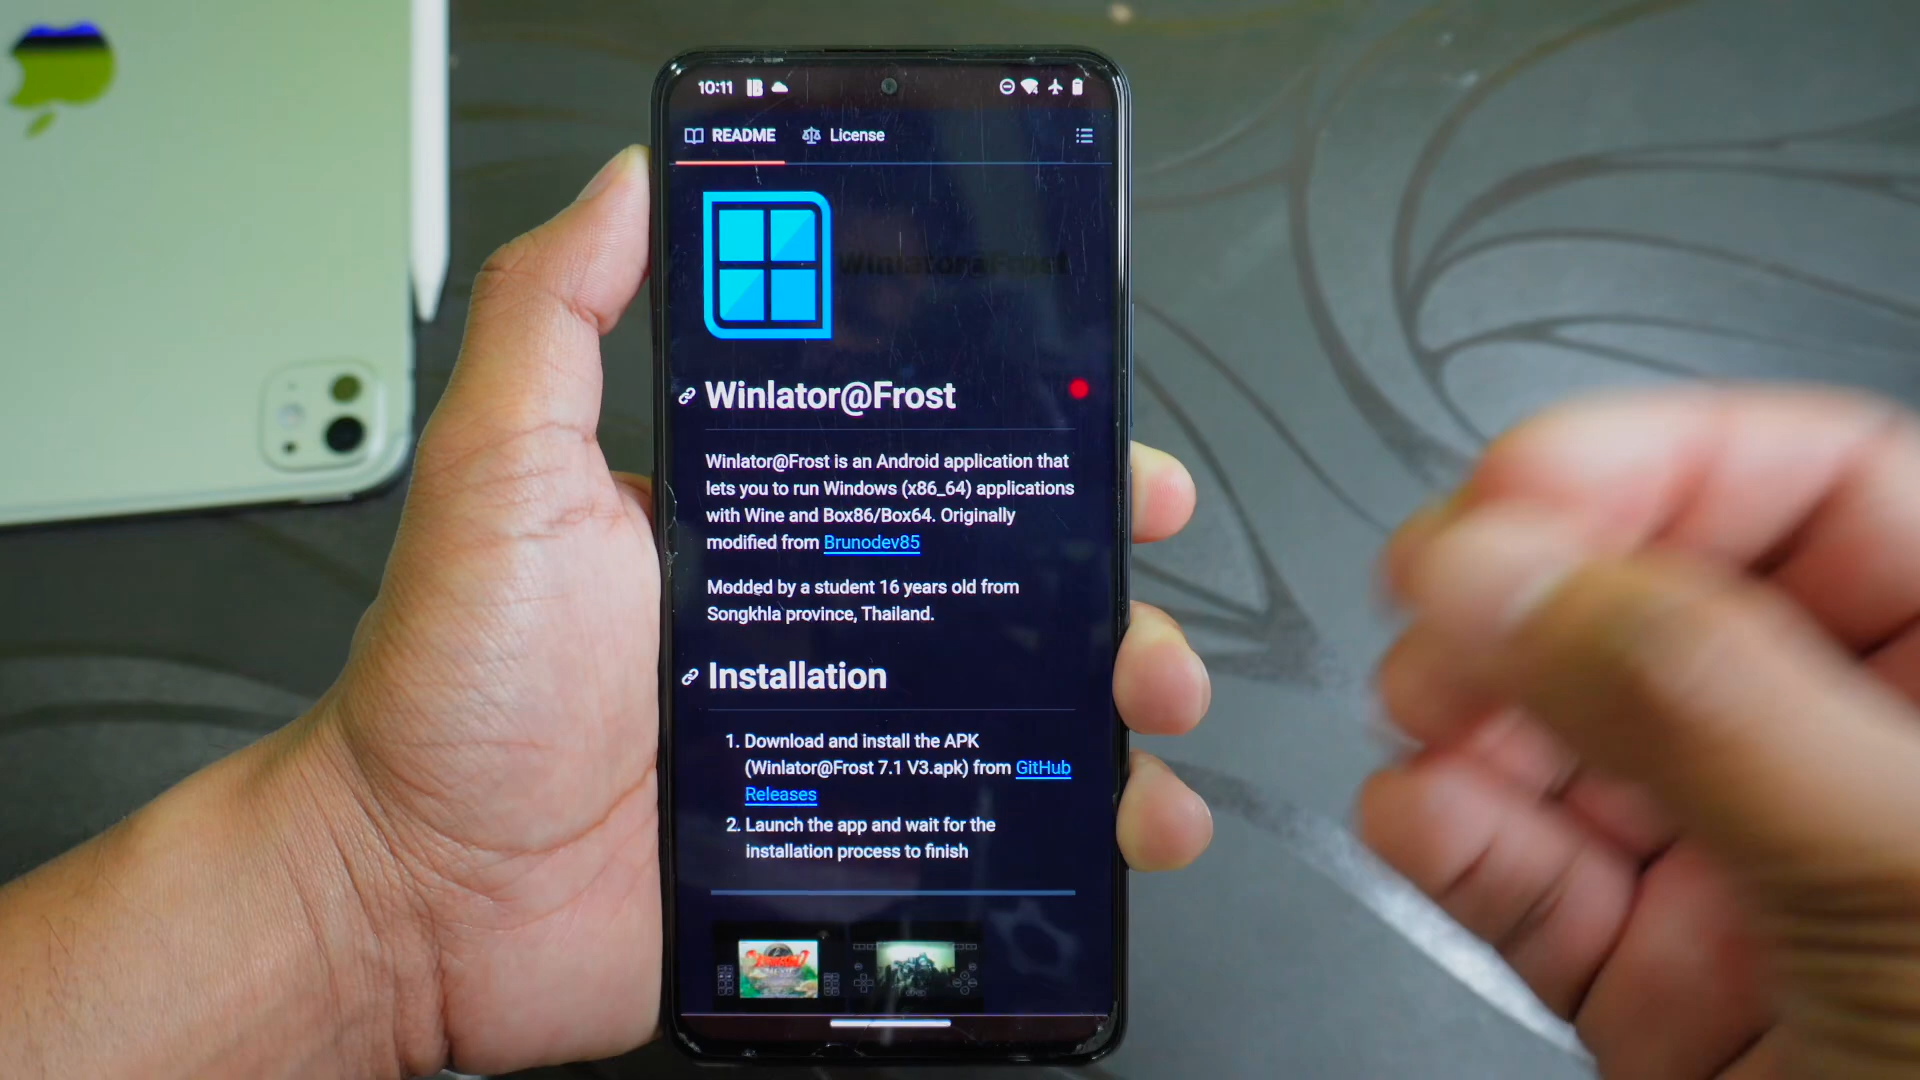 10:11
README License
Winlator@Frost
Winlator@Frost
Winlator@Frost is an Android application that
lets you to run Windows (x86_64) applications
with Wine and Box86/Box64. Originally
modified from Brunodev85
Modded by a student 16 years old from
Songkhla province, Thailand.
Installation
1. Download and install the APK
(Winlator@Frost 7.1 V3.apk) from GitHub
Releases
2. Launch the app and wait for the
installation process to finish